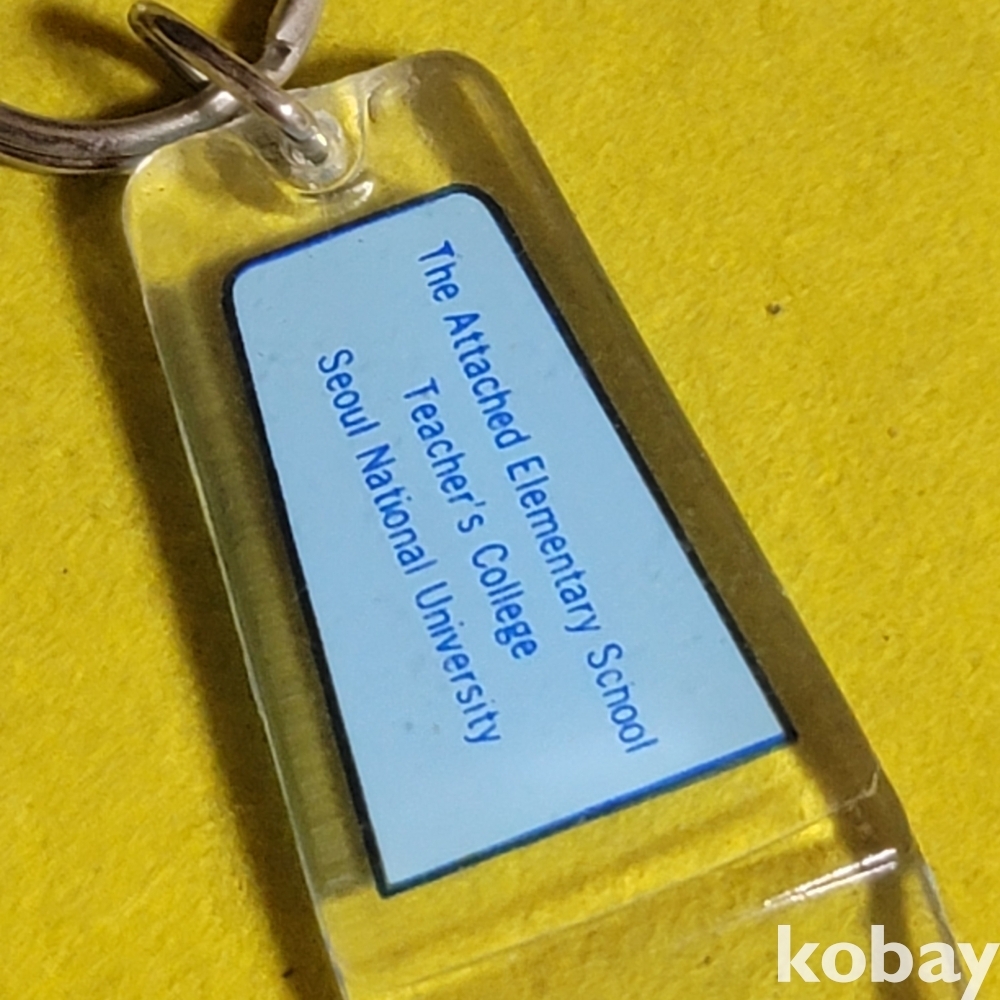 The Attached Elementary School
Teacher's College
Seoul National University
kobay